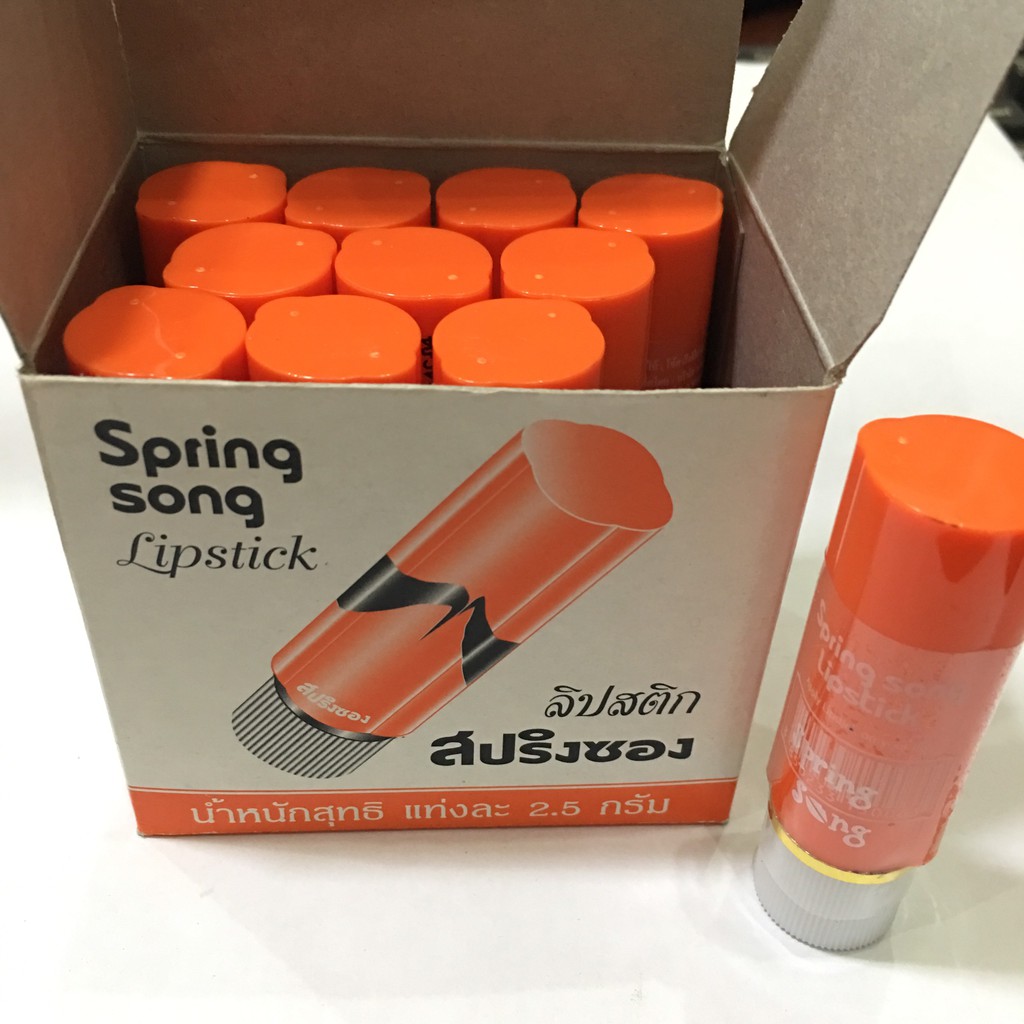 Spring
song
Lipstick
สปริงซอง
ลิปสติก
สปริงซอง
น้ำหนักสุทธิ แท่งละ 2.5 กรัม
Spring song
Lipstick
Spring
song